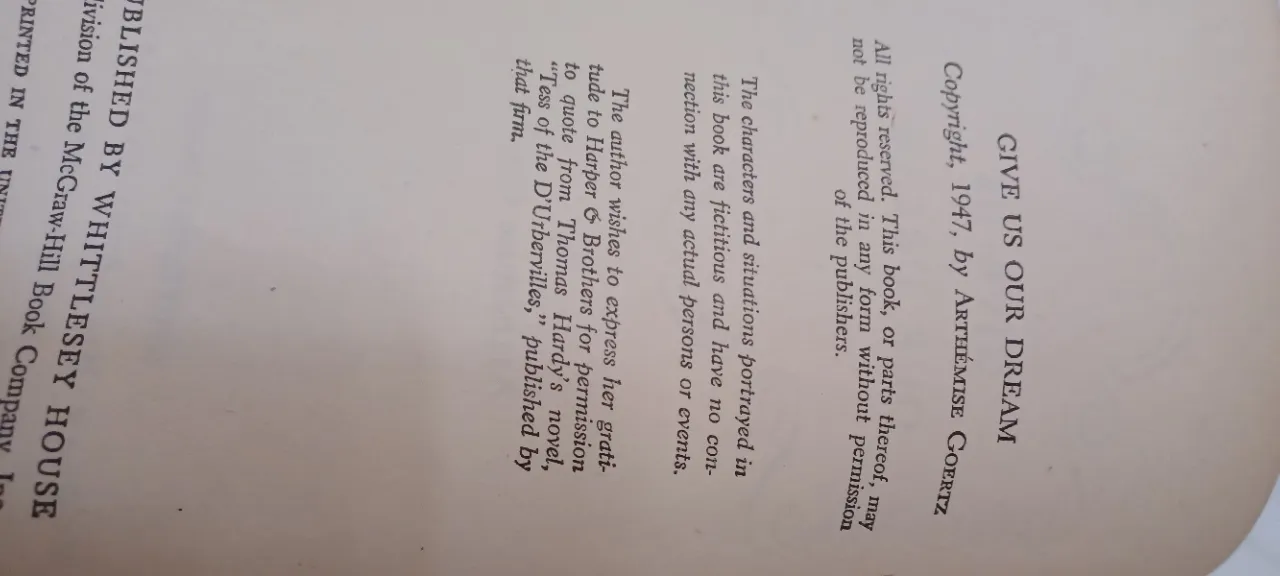 GIVE US OUR DREAM
Copyright, 1947, by ARTHÉMISE GOERTZ
All rights reserved. This book, or parts thereof, may
not be reproduced in any form without permission
of the publishers.
The characters and situations portrayed in
this book are fictitious and have no con-
nection with any actual persons or events.
The author wishes to express her grati-
tude to Harper & Brothers for permission
to quote from Thomas Hardy's novel,
“Tess of the D'Urbervilles,” published by
that firm.
UBLISHED BY WHITTLESEY HOUSE
ivision of the McGraw-Hill Book Company, Inc
PRINTED IN THE UNITE